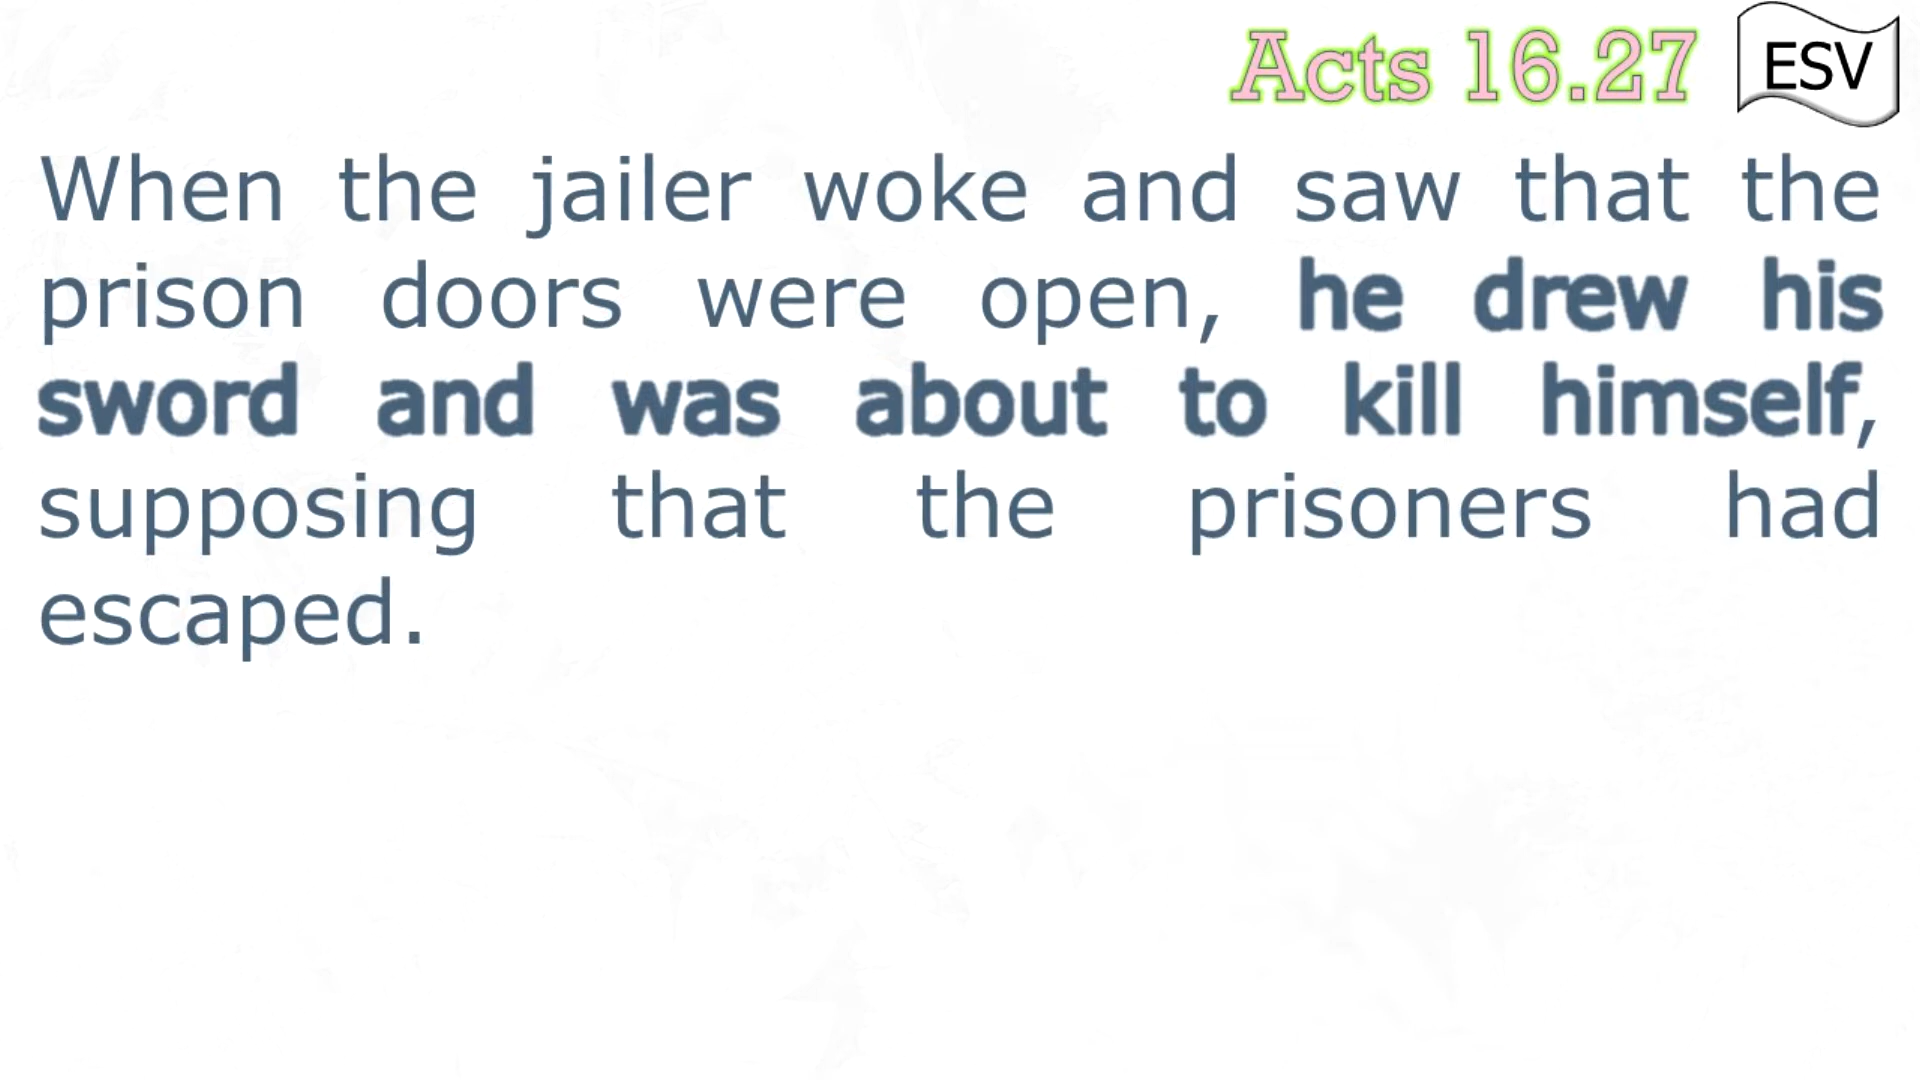 Acts 16.27 ESV
When the jailer woke and saw that the
prison doors were open, he drew his
sword and was about to kill himself,
supposing that the prisoners had
escaped.